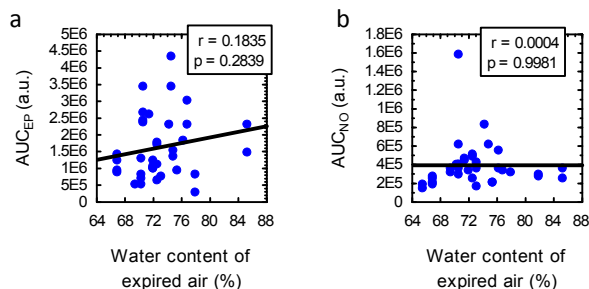 a
5E6
4.5E6
4E6
3.5E6
3E6
2.5E6
2E6
1.5E6
1E6
5E5
0
AUC_EP (a.u.)
r = 0.1835
p = 0.2839
64 68 72 76 80 84 88
Water content of
expired air (%)
b
1.8E6
1.6E6
1.4E6
1.2E6
1E6
8E5
6E5
4E5
2E5
0
AUC_NO (a.u.)
r = 0.0004
p = 0.9981
64 68 72 76 80 84 88
Water content of
expired air (%)